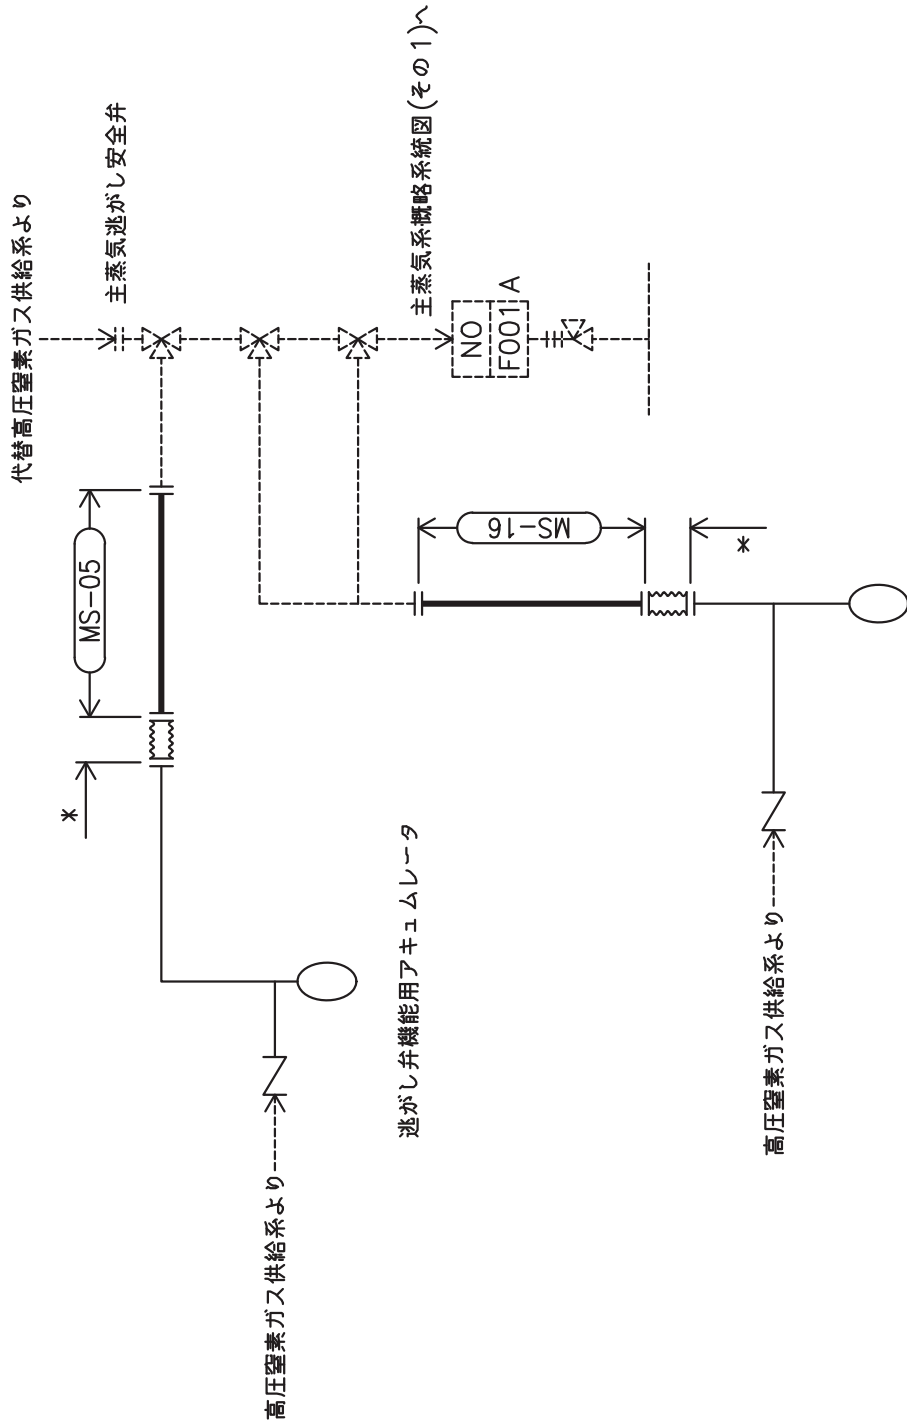 代替高圧窒素ガス供給系より
主蒸気逃がし安全弁
主蒸気系概略系統図(その1)へ
NO
F001
A
MS-05
*
MS-16
*
逃がし弁機能用アキュムレータ
高圧窒素ガス供給系より
高圧窒素ガス供給系より